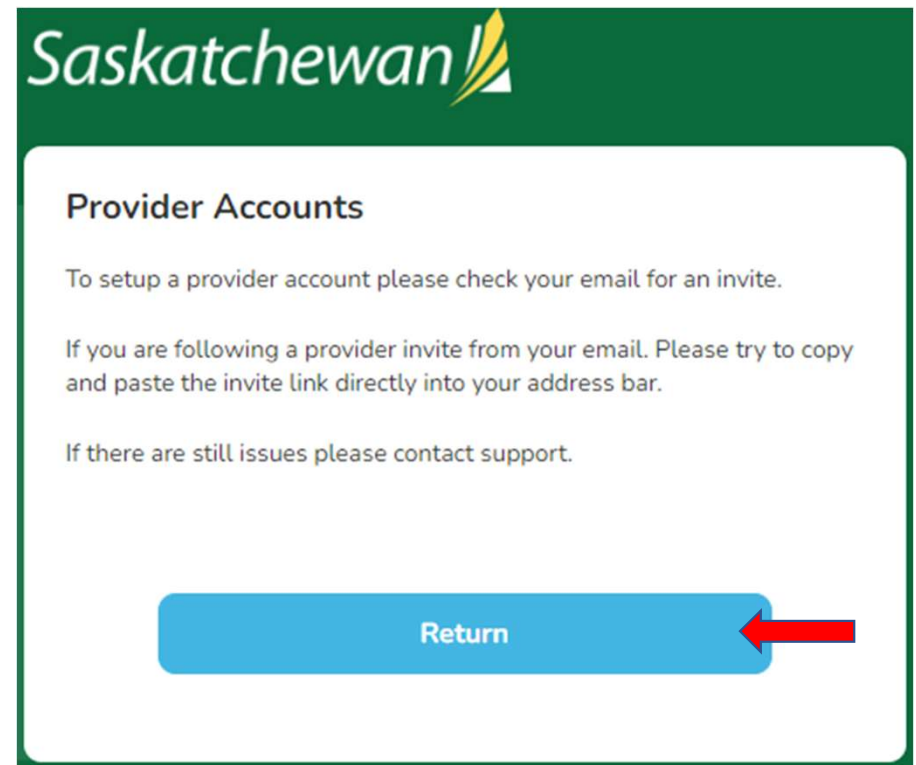 Saskatchewan
Provider Accounts
To setup a provider account please check your email for an invite.
If you are following a provider invite from your email. Please try to copy
and paste the invite link directly into your address bar.
If there are still issues please contact support.
Return